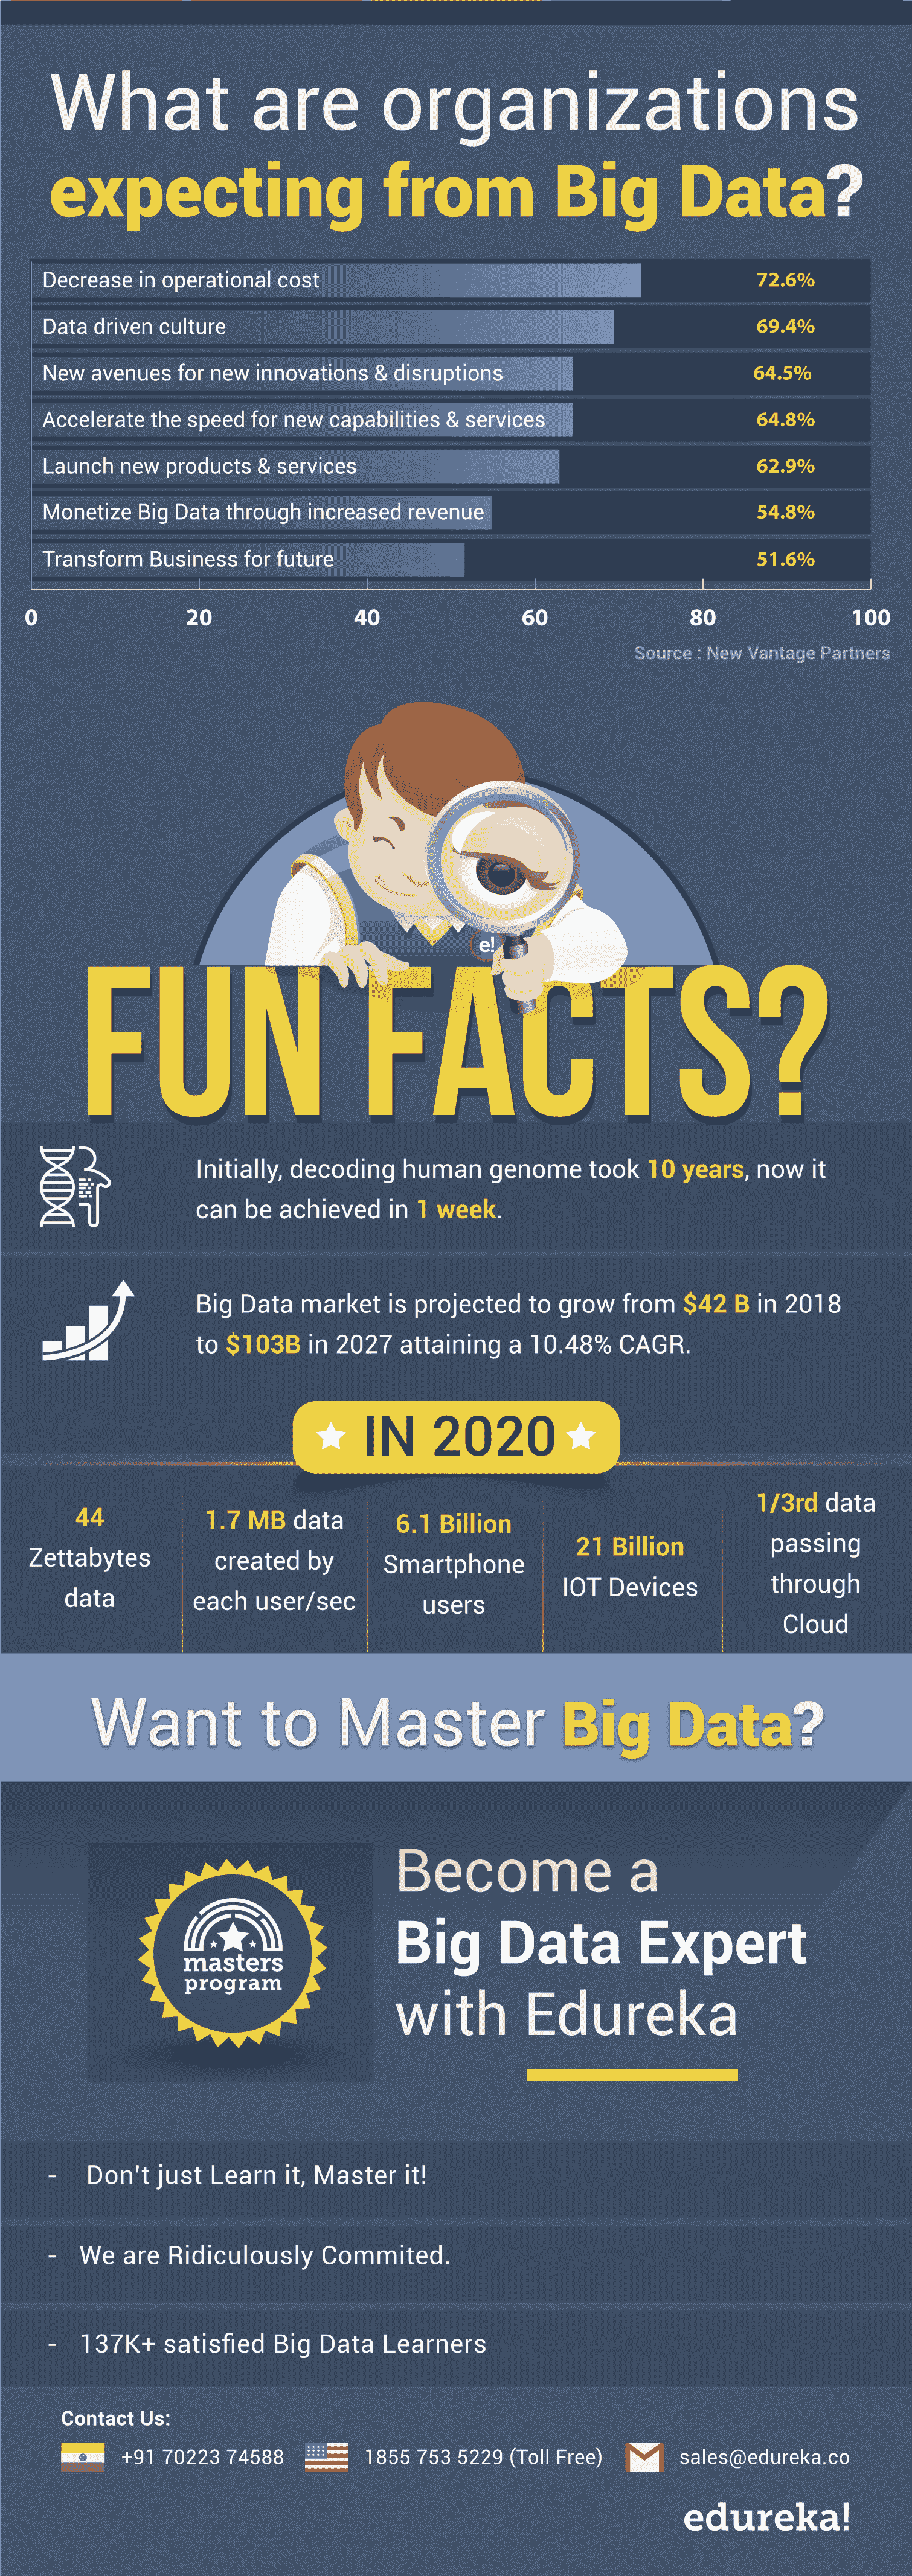 What are organizations
expecting from Big Data?
Decrease in operational cost 72.6%
Data driven culture 69.4%
New avenues for new innovations & disruptions 64.5%
Accelerate the speed for new capabilities & services 64.8%
Launch new products & services 62.9%
Monetize Big Data through increased revenue 54.8%
Transform Business for future 51.6%
0 20 40 60 80 100
Source : New Vantage Partners
e!
FUN FACTS?
Initially, decoding human genome took 10 years, now it
can be achieved in 1 week.
Big Data market is projected to grow from $42 B in 2018
to $103B in 2027 attaining a 10.48% CAGR.
IN 2020
44
Zettabytes
data
1.7 MB data
created by
each user/sec
6.1 Billion
Smartphone
users
21 Billion
IOT Devices
1/3rd data
passing
through
Cloud
Want to Master Big Data?
masters
program
Become a
Big Data Expert
with Edureka
- Don't just Learn it, Master it!
- We are Ridiculously Commited.
- 137K+ satisfied Big Data Learners
Contact Us:
+91 70223 74588 1855 753 5229 (Toll Free) sales@edureka.co
edureka!